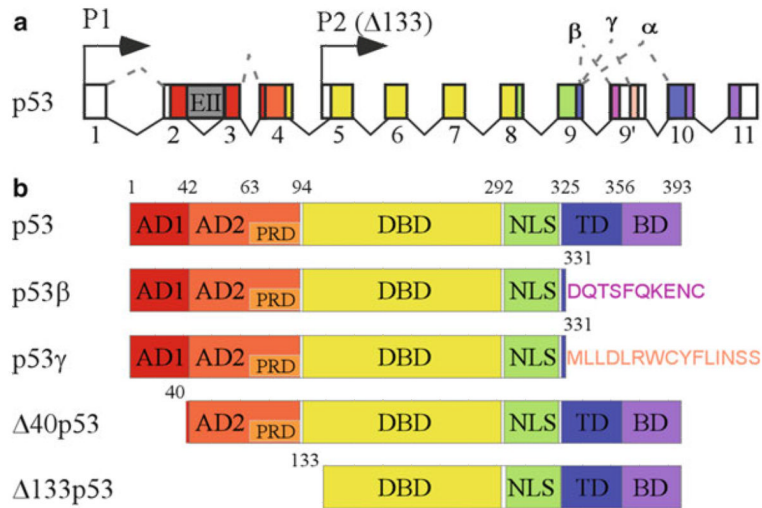 a P1 P2 (Δ133) β γ α
p53 EII
1 2 3 4 5 6 7 8 9 9' 10 11
b 1 42 63 94 292 325 356 393
p53 AD1 AD2 PRD DBD NLS TD BD
331
p53β AD1 AD2 PRD DBD NLS DQTSFQKENC
331
p53γ AD1 AD2 PRD DBD NLS MLLDLRWCYFLINSS
40
Δ40p53 AD2 PRD DBD NLS TD BD
133
Δ133p53 DBD NLS TD BD